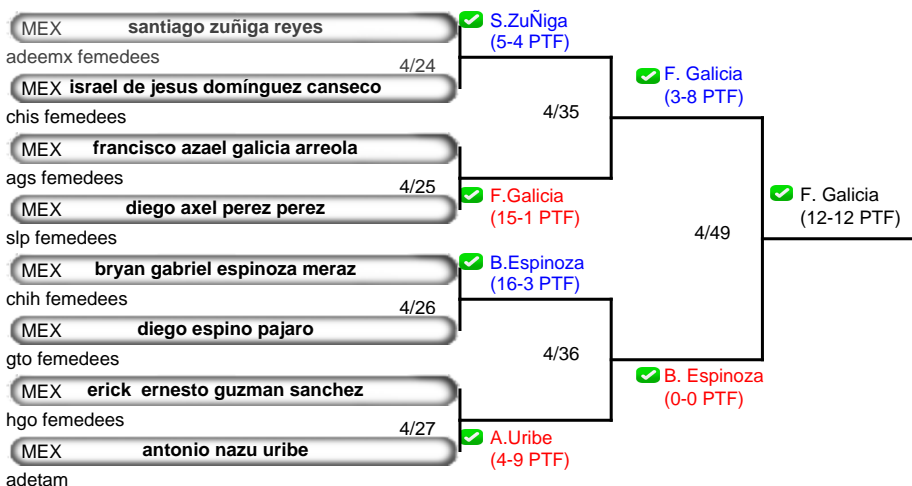 MEX santiago zuñiga reyes
adeemx femedees
4/24
MEX israel de jesus domínguez canseco
chis femedees
MEX francisco azael galicia arreola
ags femedees
4/25
MEX diego axel perez perez
slp femedees
MEX bryan gabriel espinoza meraz
chih femedees
4/26
MEX diego espino pajaro
gto femedees
MEX erick ernesto guzman sanchez
hgo femedees
4/27
MEX antonio nazu uribe
adetam
S.ZuÑiga
(5-4 PTF)
4/35
F.Galicia
(15-1 PTF)
B.Espinoza
(16-3 PTF)
4/36
A.Uribe
(4-9 PTF)
F. Galicia
(3-8 PTF)
4/49
B. Espinoza
(0-0 PTF)
F. Galicia
(12-12 PTF)